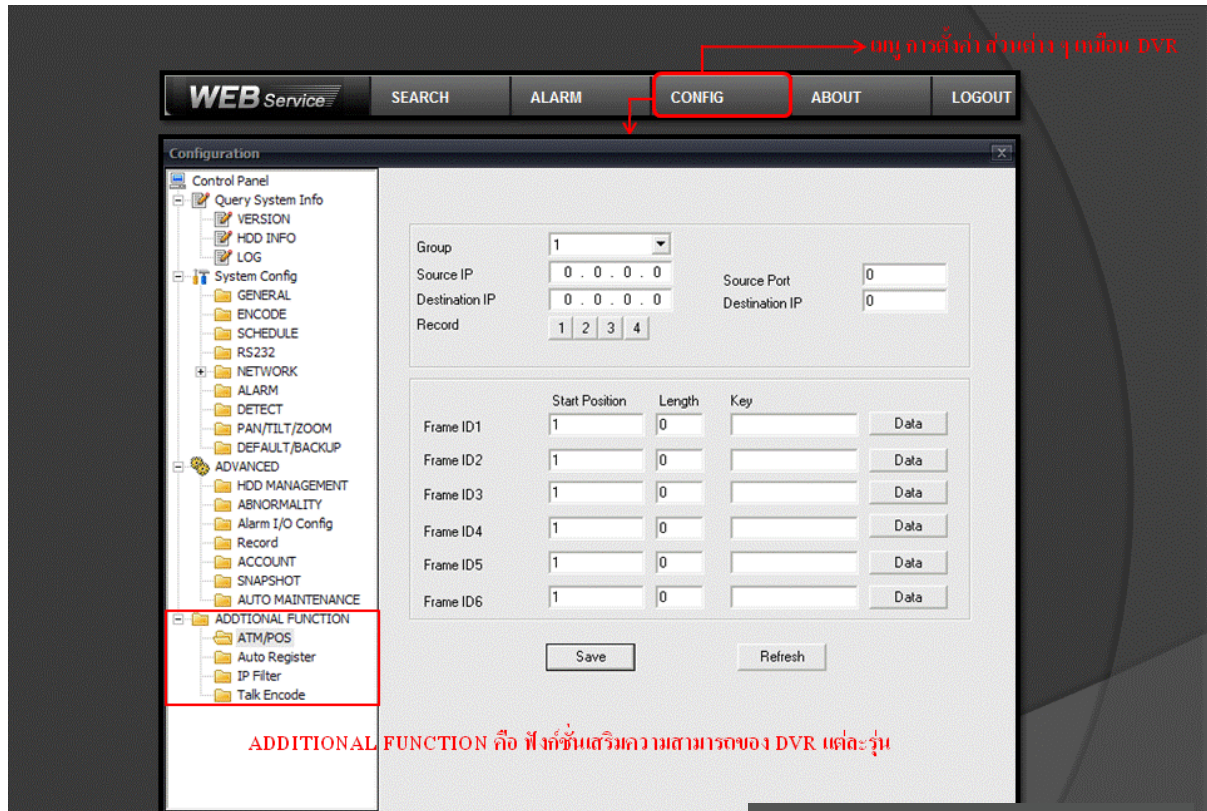 เมนู การตั้งค่า ส่วนต่าง ๆ เหมือน DVR
WEB Service
SEARCH
ALARM
CONFIG
ABOUT
LOGOUT
Configuration
Control Panel
Query System Info
VERSION
HDD INFO
LOG
System Config
GENERAL
ENCODE
SCHEDULE
RS232
NETWORK
ALARM
DETECT
PAN/TILT/ZOOM
DEFAULT/BACKUP
ADVANCED
HDD MANAGEMENT
ABNORMALITY
Alarm I/O Config
Record
ACCOUNT
SNAPSHOT
AUTO MAINTENANCE
ADDTIONAL FUNCTION
ATM/POS
Auto Register
IP Filter
Talk Encode
Group 1
Source IP 0 . 0 . 0 . 0 Source Port 0
Destination IP 0 . 0 . 0 . 0 Destination IP 0
Record 1 2 3 4
Start Position Length Key
Frame ID1 1 0 Data
Frame ID2 1 0 Data
Frame ID3 1 0 Data
Frame ID4 1 0 Data
Frame ID5 1 0 Data
Frame ID6 1 0 Data
Save Refresh
ADDITIONAL FUNCTION คือ ฟังก์ชั่นเสริมความสามารถของ DVR แต่ละรุ่น